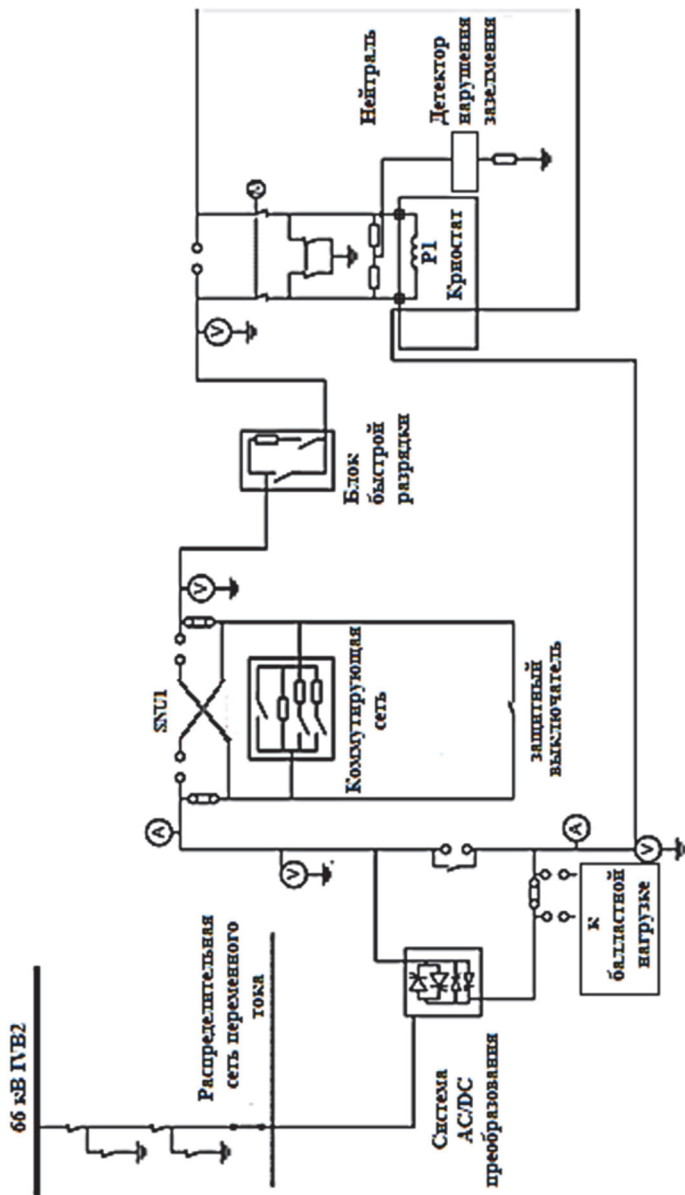 66 кВ IVB2
Распределительная
сеть переменного
тока
Система
AC/DC
преобразования
A
V
SNU1
Коммутирующая
сеть
защитный
выключатель
A
V
к
балластной
нагрузке
V
Блок
быстрой
разрядки
V
P1
Криостат
Нейтраль
Детектор
нарушения
зазелмения